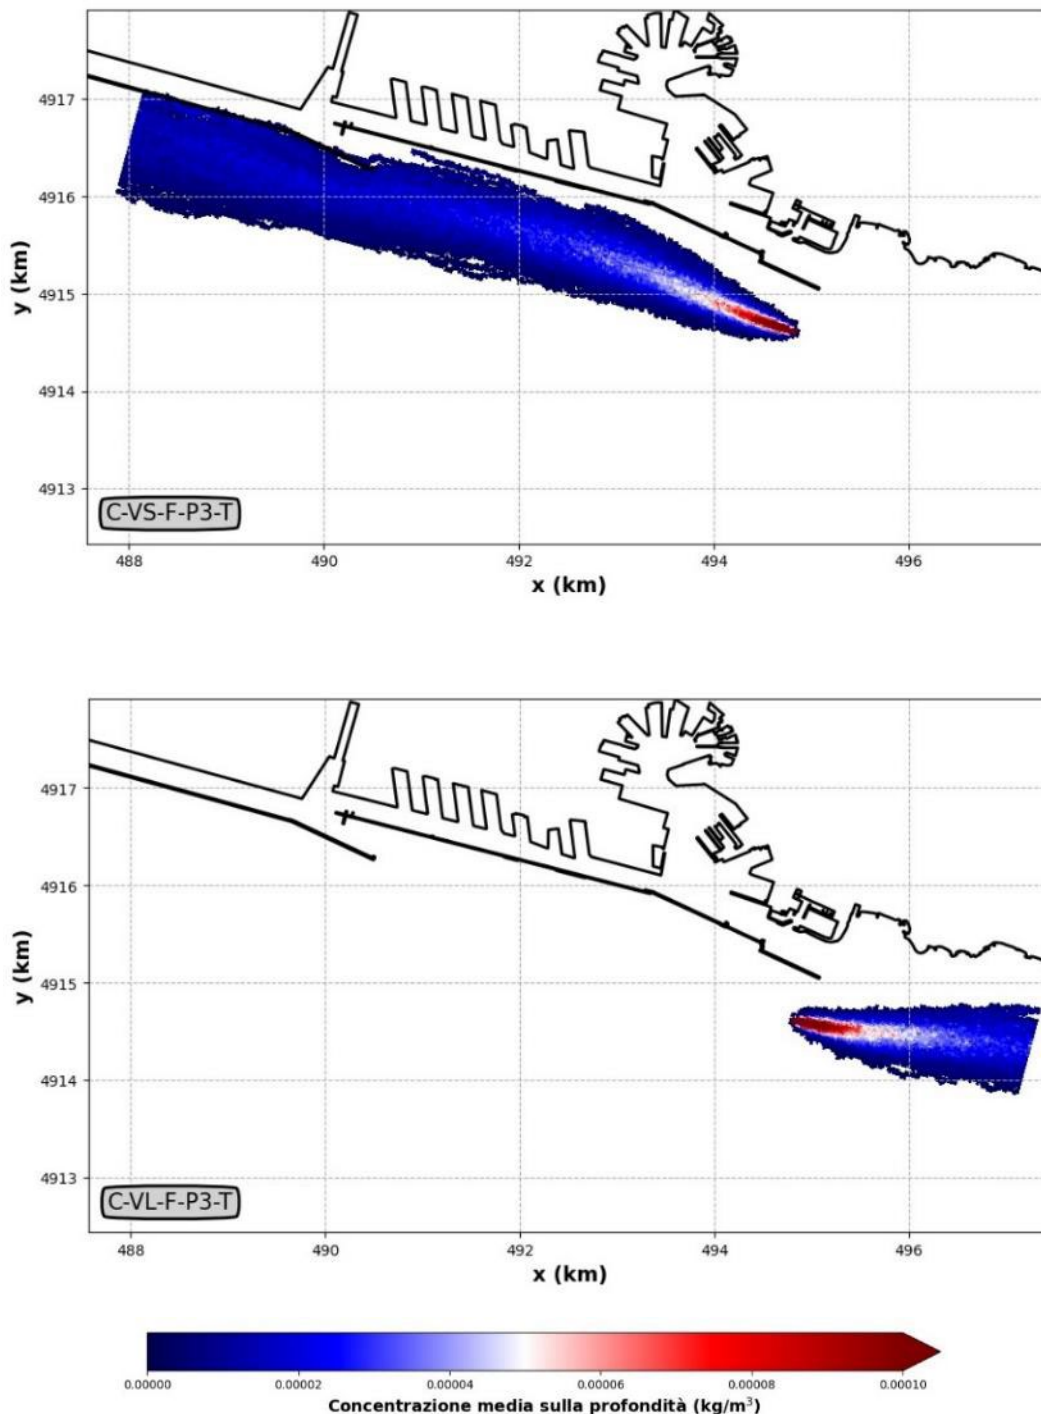 4917
4916
4915
4914
4913
y (km)
C-VS-F-P3-T
488 490 492 494 496
x (km)
4917
4916
4915
4914
4913
y (km)
C-VL-F-P3-T
488 490 492 494 496
x (km)
0.00000 0.00002 0.00004 0.00006 0.00008 0.00010
Concentrazione media sulla profondità (kg/m³)